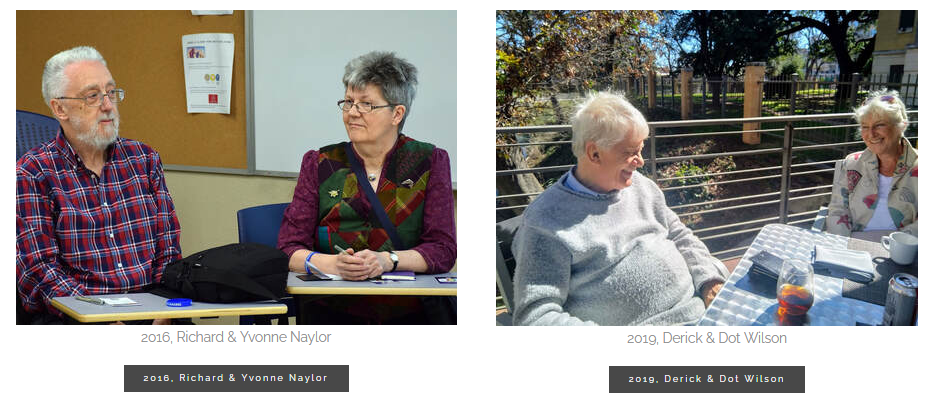 2016, Richard & Yvonne Naylor
2019, Derick & Dot Wilson
2016, Richard & Yvonne Naylor
2019, Derick & Dot Wilson